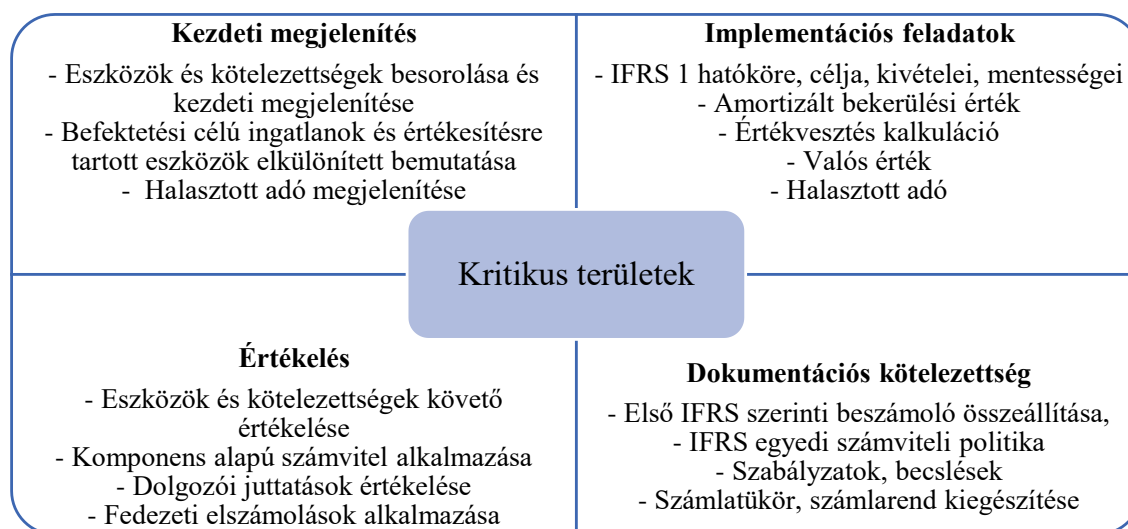 Kezdeti megjelenítés
- Eszközök és kötelezettségek besorolása és
kezdeti megjelenítése
- Befektetési célú ingatlanok és értékesítésre
tartott eszközök elkülönített bemutatása
- Halasztott adó megjelenítése
Implementációs feladatok
- IFRS 1 hatóköre, célja, kivételei, mentességei
- Amortizált bekerülési érték
- Értékvesztés kalkuláció
- Valós érték
- Halasztott adó
Kritikus területek
Értékelés
- Eszközök és kötelezettségek követő
értékelése
- Komponens alapú számvitel alkalmazása
- Dolgozói juttatások értékelése
- Fedezeti elszámolások alkalmazása
Dokumentációs kötelezettség
- Első IFRS szerinti beszámoló összeállítása,
- IFRS egyedi számviteli politika
- Szabályzatok, becslések
- Számlatükör, számlarend kiegészítése